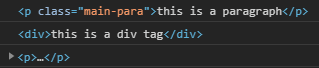 <p class="main-para">this is a paragraph</p>
<div>this is a div tag</div>
▶<p>…</p>